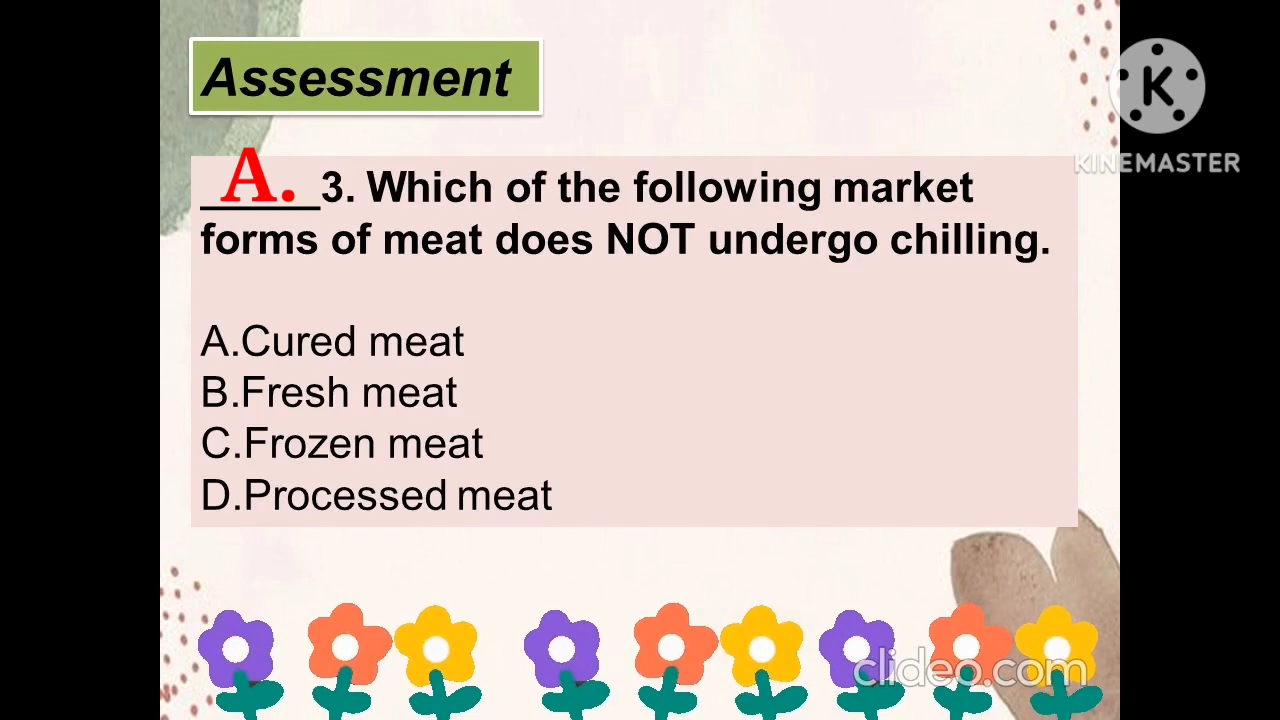 Assessment
K
KINEMASTER
A.
______3. Which of the following market
forms of meat does NOT undergo chilling.
A.Cured meat
B.Fresh meat
C.Frozen meat
D.Processed meat
clideo.com